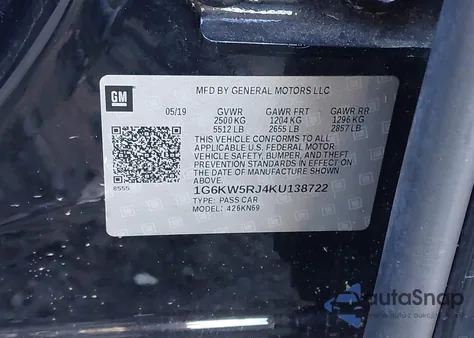 MFD BY GENERAL MOTORS LLC
GM
05/19 GVWR GAWR FRT GAWR RR
2500 KG 1204 KG 1296 KG
5512 LB 2655 LB 2857 LB
THIS VEHICLE CONFORMS TO ALL
APPLICABLE U.S. FEDERAL MOTOR
VEHICLE SAFETY, BUMPER, AND THEFT
PREVENTION STANDARDS IN EFFECT ON
THE DATE OF MANUFACTURE SHOWN
ABOVE.
8555
1G6KW5RJ4KU138722
TYPE: PASS CAR
MODEL: 426KN69
autaSnap